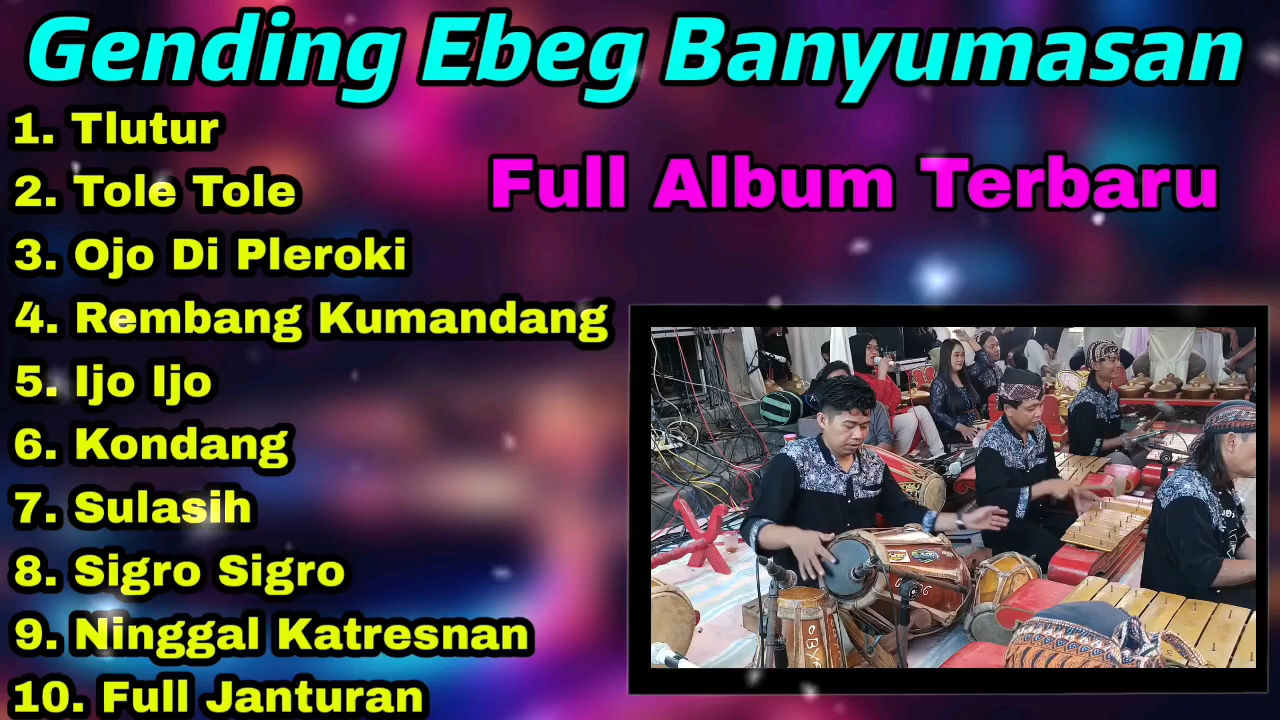 Gending Ebeg Banyumasan
Full Album Terbaru
1. Tlutur
2. Tole Tole
3. Ojo Di Pleroki
4. Rembang Kumandang
5. Ijo Ijo
6. Kondang
7. Sulasih
8. Sigro Sigro
9. Ninggal Katresnan
10. Full Janturan